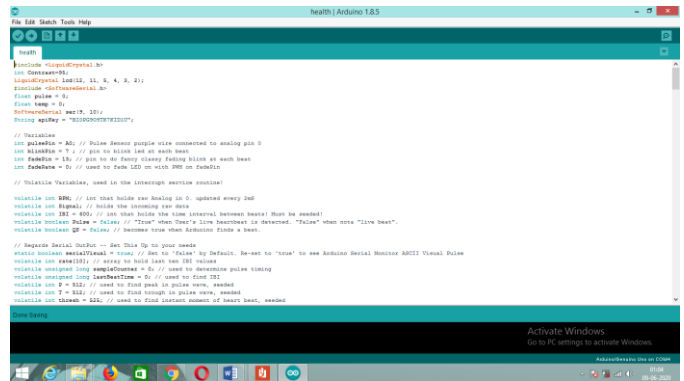 health | Arduino 1.8.5
File Edit Sketch Tools Help
health
#include <LiquidCrystal.h>
int Contrast=95;
LiquidCrystal lcd(12, 11, 5, 4, 3, 2);
#include <SoftwareSerial.h>
float pulse = 0;
float temp = 0;
SoftwareSerial ser(9, 10);
String apiKey =
// Variables
int pulsePin = A0; // Pulse Sensor purple wire connected to analog pin 0
int blinkPin = 7 ; // pin to blink led at each beat
int fadePin = 13; // pin to do fancy classy fading blink at each beat
int fadeRate = 0; // used to fade LED on with PWM on fadePin
// Volatile Variables, used in the interrupt service routine!
volatile int BPM; // int that holds raw Analog in 0. updated every 2mS
volatile int Signal; // holds the incoming raw data
volatile int IBI = 600; // int that holds the time interval between beats! Must be seeded!
volatile boolean Pulse = false; // "True" when User's live heartbeat is detected. "False" when nota "live beat".
volatile boolean QS = false; // becomes true when Arduoino finds a beat.
// Regards Serial OutPut -- Set This Up to your needs
static boolean serialVisual = true; // Set to 'false' by Default. Re-set to 'true' to see Arduino Serial Monitor ASCII Visual Pulse
volatile int rate[10]; // array to hold last ten IBI values
volatile unsigned long sampleCounter = 0; // used to determine pulse timing
volatile unsigned long lastBeatTime = 0; // used to find IBI
volatile int P = 512; // used to find peak in pulse wave, seeded
volatile int T = 512; // used to find trough in pulse wave, seeded
volatile int thresh = 525; // used to find instant moment of heart beat, seeded
Done Saving
Activate Windows
Go to PC settings to activate Windows.
Arduino/Genuino Uno on COM4
01:04
09-06-2020